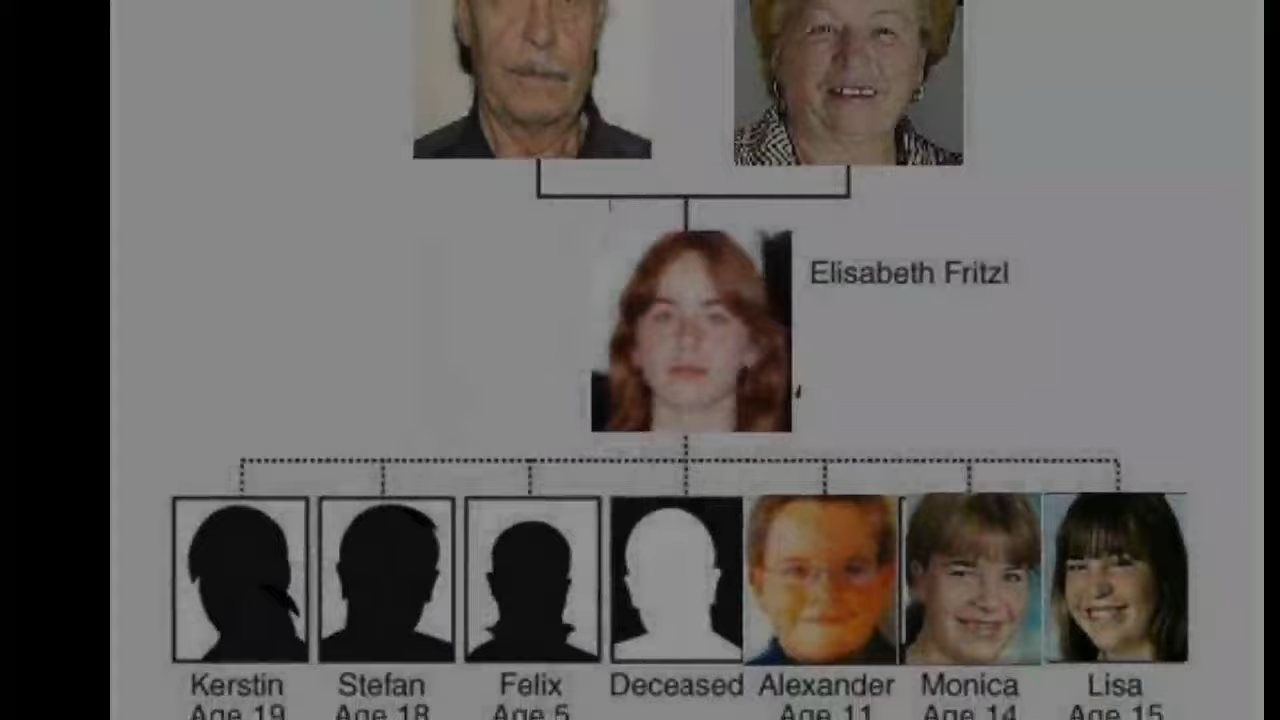 Elisabeth Fritzl
Kerstin Stefan Felix Deceased Alexander Monica Lisa
Age 19 Age 18 Age 5 Age 11 Age 14 Age 15